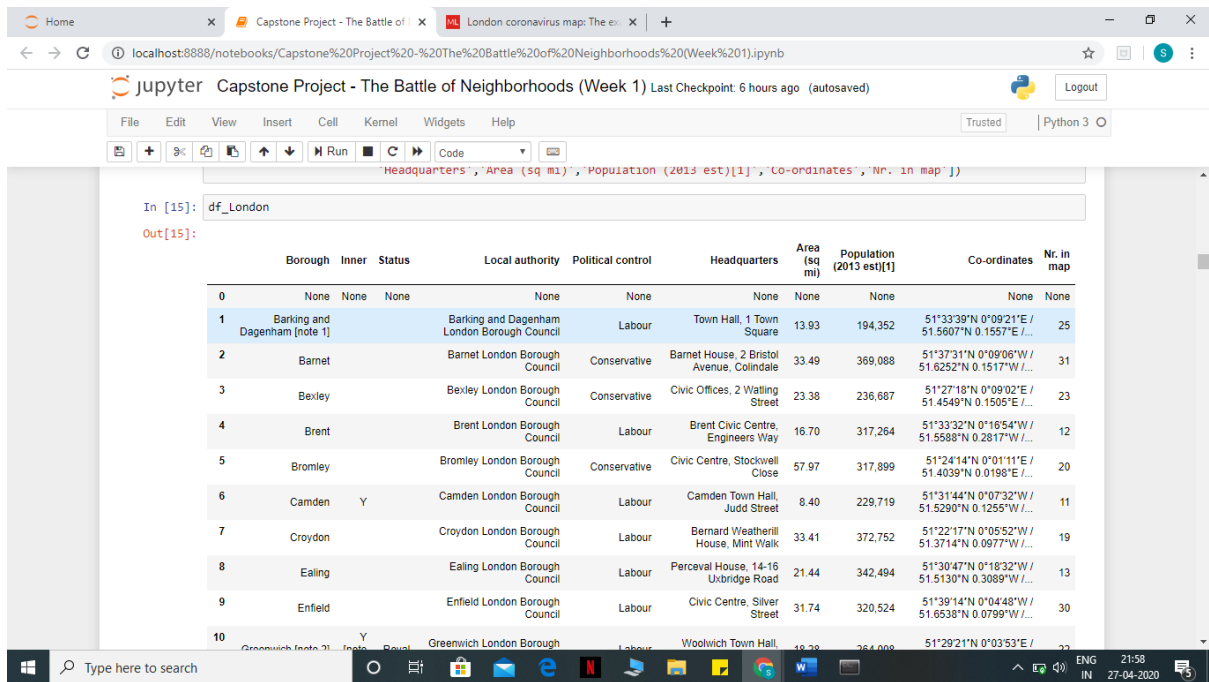 Home
Capstone Project - The Battle of
ML London coronavirus map: The ex
localhost:8888/notebooks/Capstone%20Project%20-%20The%20Battle%20of%20Neighborhoods%20(Week%201).ipynb
S
jupyter Capstone Project - The Battle of Neighborhoods (Week 1) Last Checkpoint: 6 hours ago (autosaved)
Logout
File Edit View Insert Cell Kernel Widgets Help Trusted Python 3
Run Code
'Headquarters','Area (sq mi)','Population (2013 est)[1]','Co-ordinates','Nr. in map'])
In [15]: df_London
Out[15]:
Borough Inner Status Local authority Political control Headquarters Area (sq mi) Population (2013 est)[1] Co-ordinates Nr. in map
0 None None None None None None None None None None
1 Barking and Dagenham [note 1] Barking and Dagenham London Borough Council Labour Town Hall, 1 Town Square 13.93 194,352 51°33′39″N 0°09′21″E / 51.5607°N 0.1557°E /... 25
2 Barnet Barnet London Borough Council Conservative Barnet House, 2 Bristol Avenue, Colindale 33.49 369,088 51°37′31″N 0°09′06″W / 51.6252°N 0.1517°W /... 31
3 Bexley Bexley London Borough Council Conservative Civic Offices, 2 Watling Street 23.38 236,687 51°27′18″N 0°09′02″E / 51.4549°N 0.1505°E /... 23
4 Brent Brent London Borough Council Labour Brent Civic Centre, Engineers Way 16.70 317,264 51°33′32″N 0°16′54″W / 51.5588°N 0.2817°W /... 12
5 Bromley Bromley London Borough Council Conservative Civic Centre, Stockwell Close 57.97 317,899 51°24′14″N 0°01′11″E / 51.4039°N 0.0198°E /... 20
6 Camden Y Camden London Borough Council Labour Camden Town Hall, Judd Street 8.40 229,719 51°31′44″N 0°07′32″W / 51.5290°N 0.1255°W /... 11
7 Croydon Croydon London Borough Council Labour Bernard Weatherill House, Mint Walk 33.41 372,752 51°22′17″N 0°05′52″W / 51.3714°N 0.0977°W /... 19
8 Ealing Ealing London Borough Council Labour Perceval House, 14-16 Uxbridge Road 21.44 342,494 51°30′47″N 0°18′32″W / 51.5130°N 0.3089°W /... 13
9 Enfield Enfield London Borough Council Labour Civic Centre, Silver Street 31.74 320,524 51°39′14″N 0°04′48″W / 51.6538°N 0.0799°W /... 30
10 Greenwich [note 2] Y [note Royal Greenwich London Borough Labour Woolwich Town Hall, 18.28 264,008 51°29′21″N 0°03′53″E / 22
Type here to search
N
W
ENG 21:58
IN 27-04-2020
5